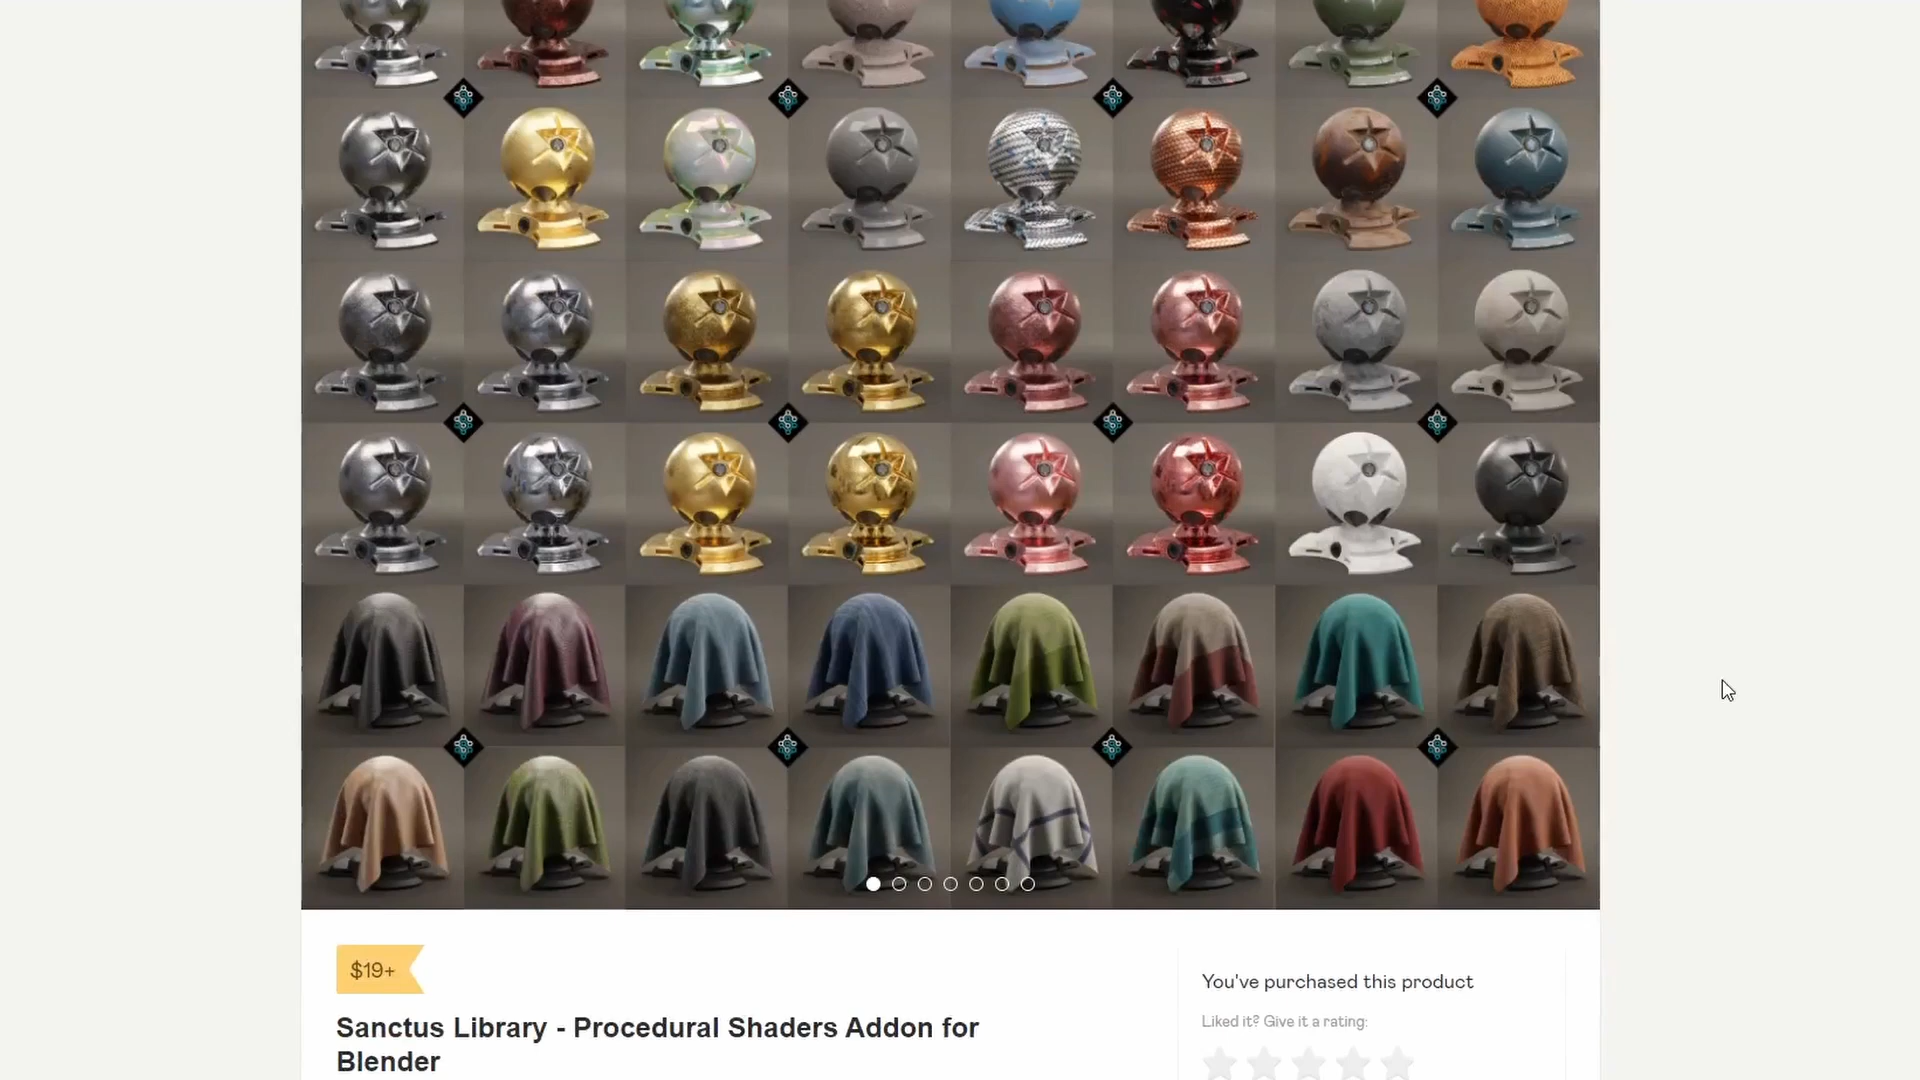 $19+
You've purchased this product
Liked it? Give it a rating:
Sanctus Library - Procedural Shaders Addon for
Blender